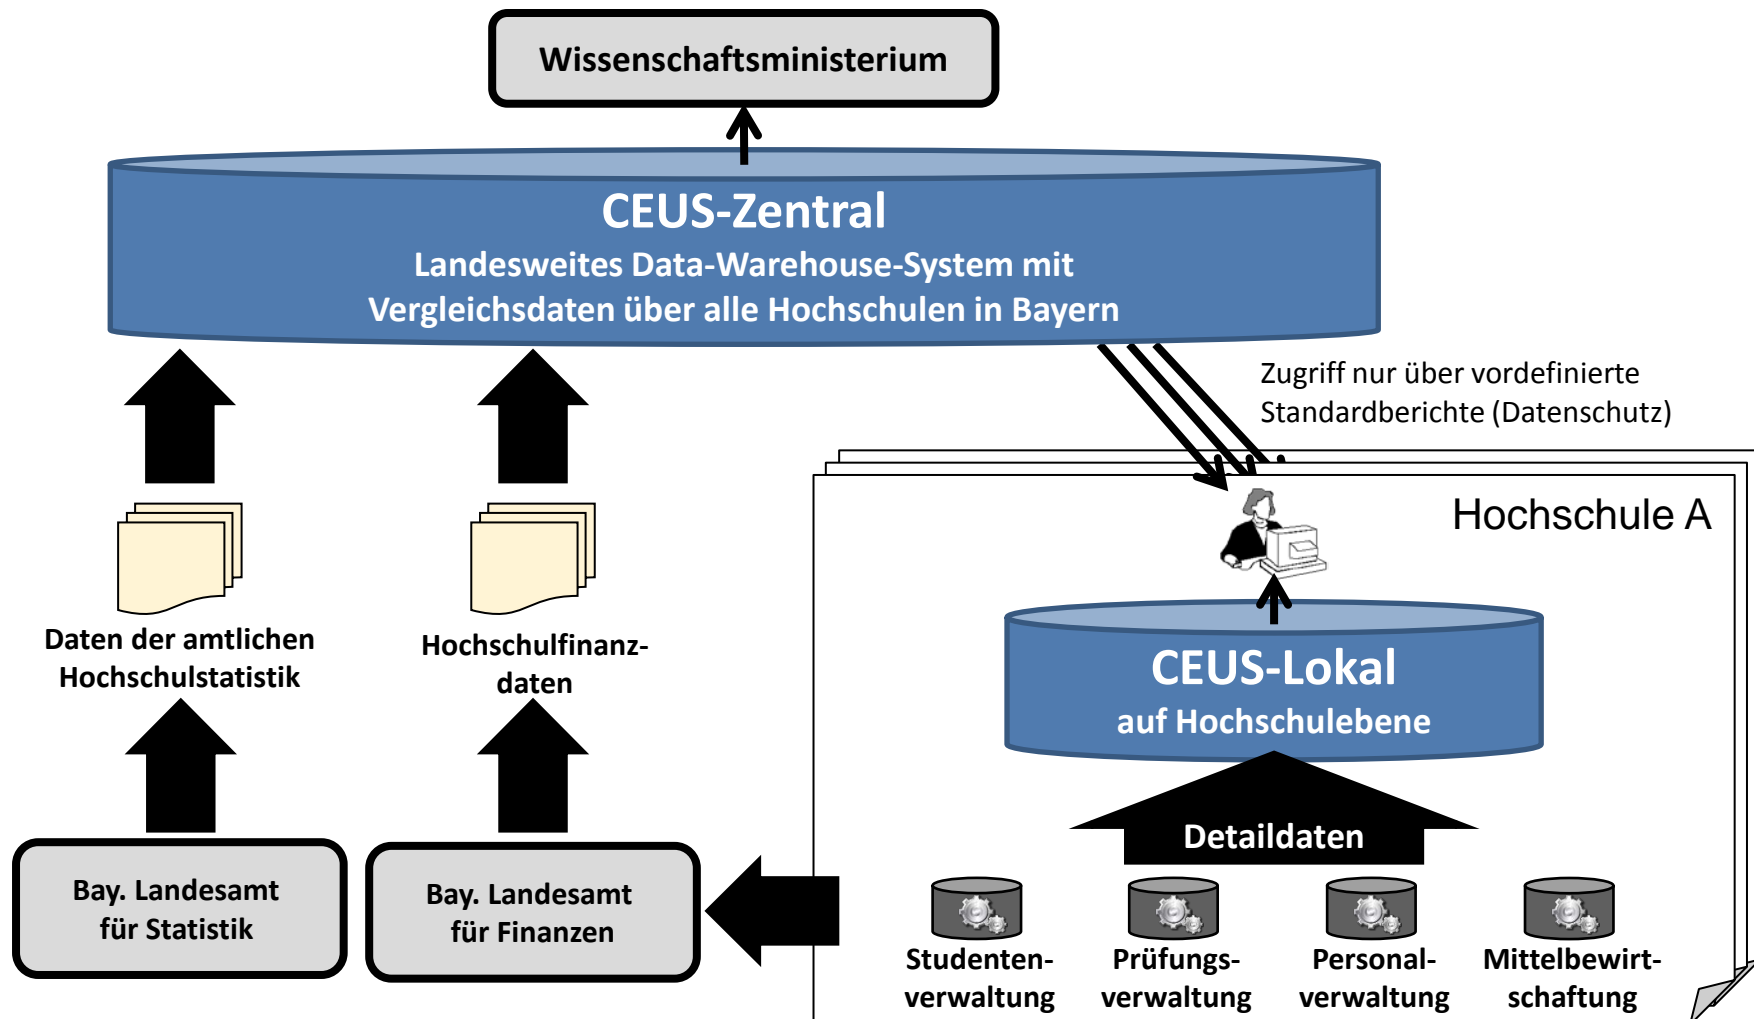 Wissenschaftsministerium
CEUS-Zentral
Landesweites Data-Warehouse-System mit
Vergleichsdaten über alle Hochschulen in Bayern
Zugriff nur über vordefinierte
Standardberichte (Datenschutz)
Hochschule A
Daten der amtlichen
Hochschulstatistik
Hochschulfinanz-
daten
CEUS-Lokal
auf Hochschulebene
Detaildaten
Bay. Landesamt
für Statistik
Bay. Landesamt
für Finanzen
Studenten-
verwaltung
Prüfungs-
verwaltung
Personal-
verwaltung
Mittelbewirt-
schaftung